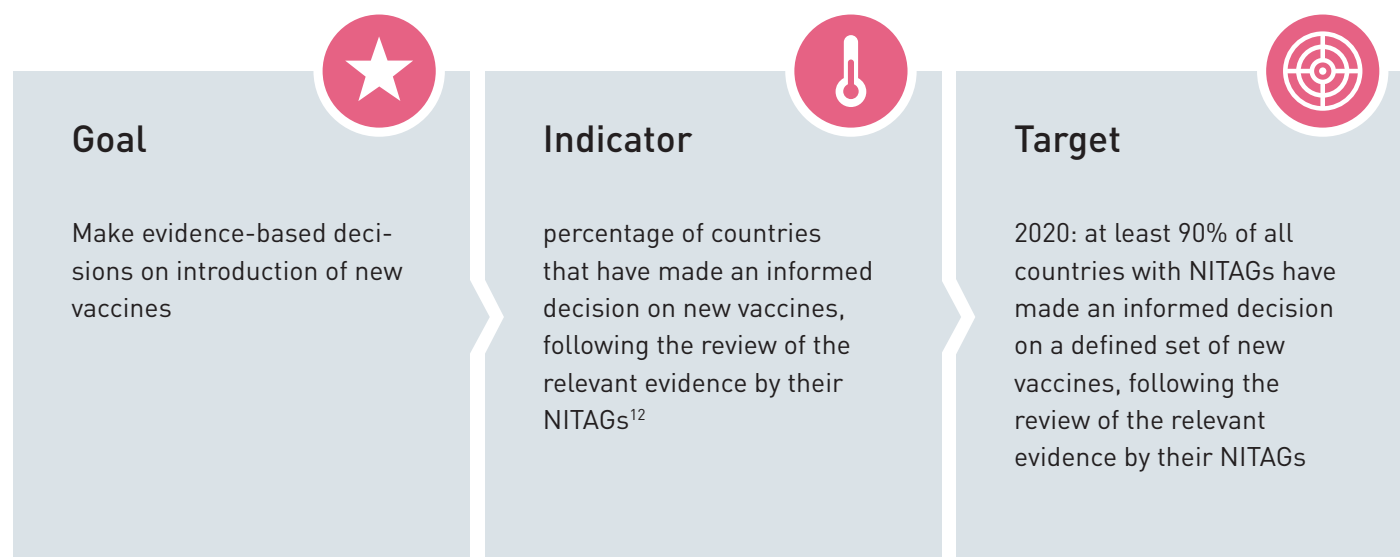 Goal
Make evidence-based deci-
sions on introduction of new
vaccines
Indicator
percentage of countries
that have made an informed
decision on new vaccines,
following the review of the
relevant evidence by their
NITAGs¹²
Target
2020: at least 90% of all
countries with NITAGs have
made an informed decision
on a defined set of new
vaccines, following the
review of the relevant
evidence by their NITAGs